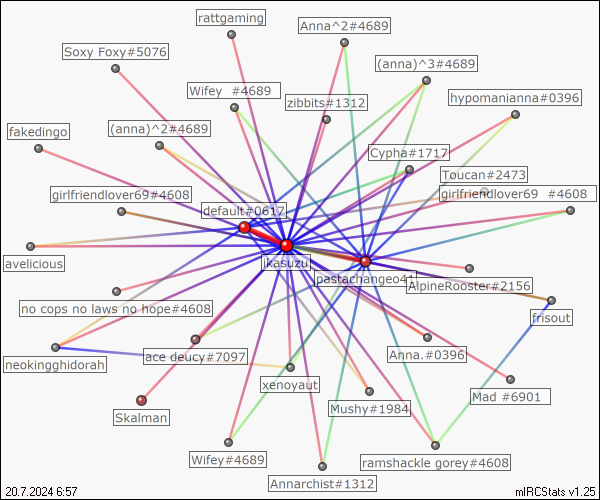 rattgaming
Anna^2#4689
Soxy Foxy#5076
(anna)^3#4689
Wifey #4689
hypomanianna#0396
zibbits#1312
fakedingo
(anna)^2#4689
Cypha#1717
Toucan#2473
girlfriendlover69#4608
girlfriendlover69 #4608
default#0617
jkasuzu
avelicious
pastachange04
AlpineRooster#2156
no cops no laws no hope#4608
frisout
neokingghidorah
ace deucy#7097
Anna.#0396
xenoyaut
Mad #6901
Skalman
Mushy#1984
Wifey#4689
ramshackle gorey#4608
Annarchist#1312
20.7.2024 6:57
mIRCStats v1.25